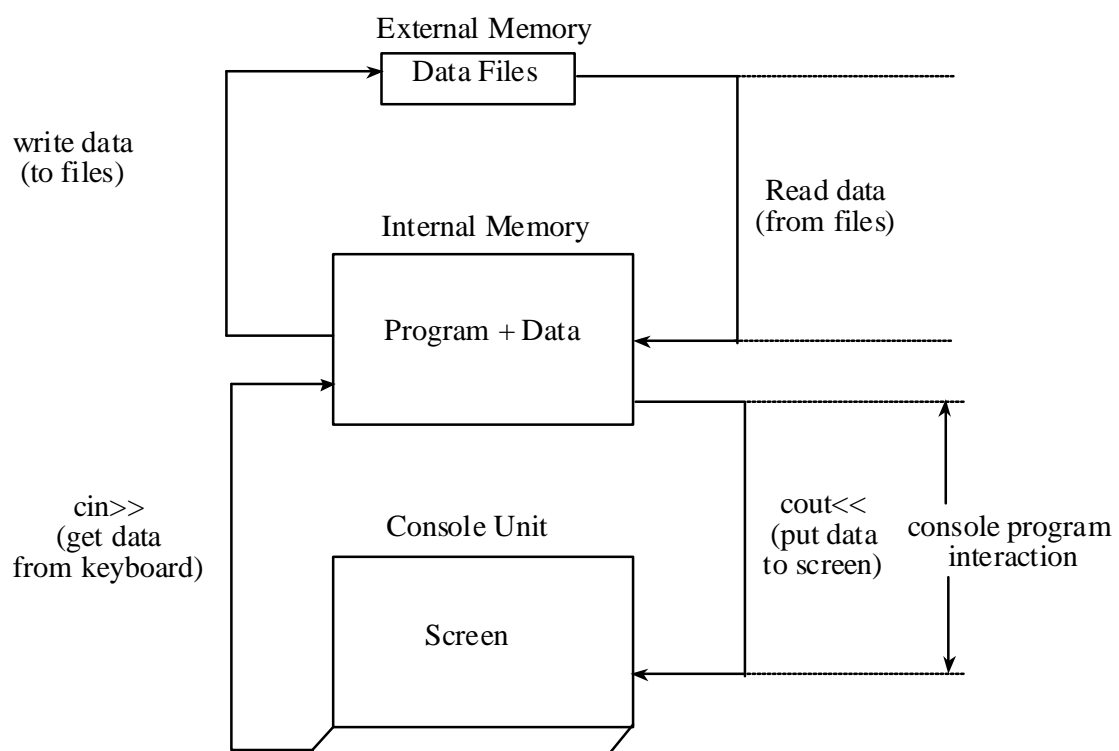 External Memory
Data Files
write data
(to files)
Read data
(from files)
Internal Memory
Program + Data
cin>>
(get data
from keyboard)
Console Unit
cout<<
(put data
to screen)
console program
interaction
Screen